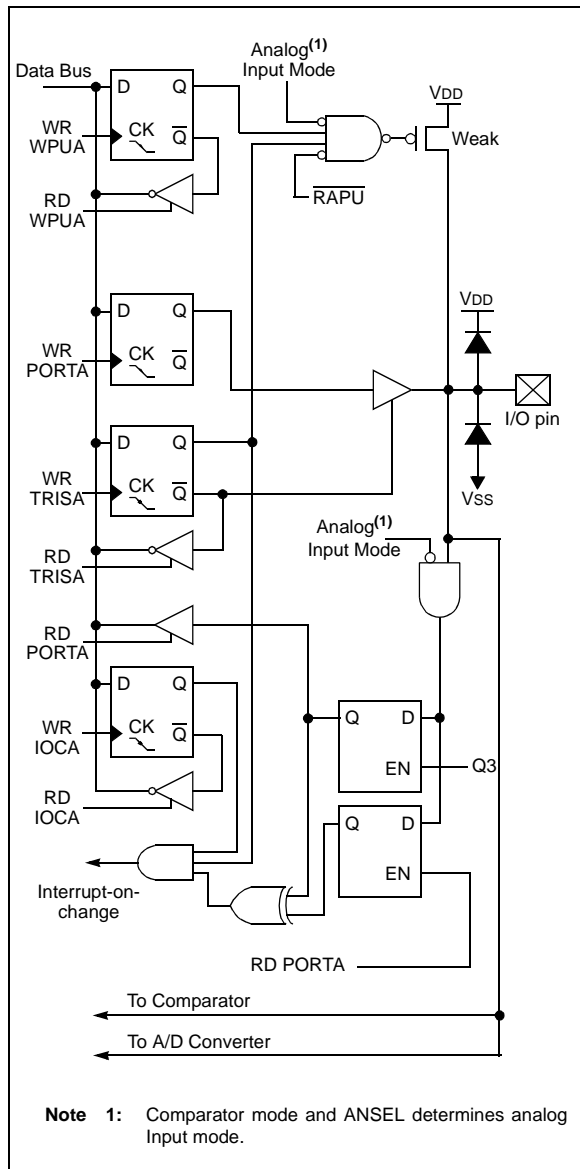 Analog(1)
Input Mode
Data Bus
D Q
VDD
WR
WPUA
CK
Q̅
Weak
RD
WPUA
R̅A̅P̅U̅
D Q
VDD
WR
PORTA
CK
Q̅
I/O pin
D Q
WR
TRISA
CK
Q̅
VSS
Analog(1)
Input Mode
RD
TRISA
RD
PORTA
D Q
Q D
WR
IOCA
CK
Q̅
EN
Q3
RD
IOCA
Q D
EN
Interrupt-on-
change
RD PORTA
To Comparator
To A/D Converter
Note 1: Comparator mode and ANSEL determines analog
Input mode.